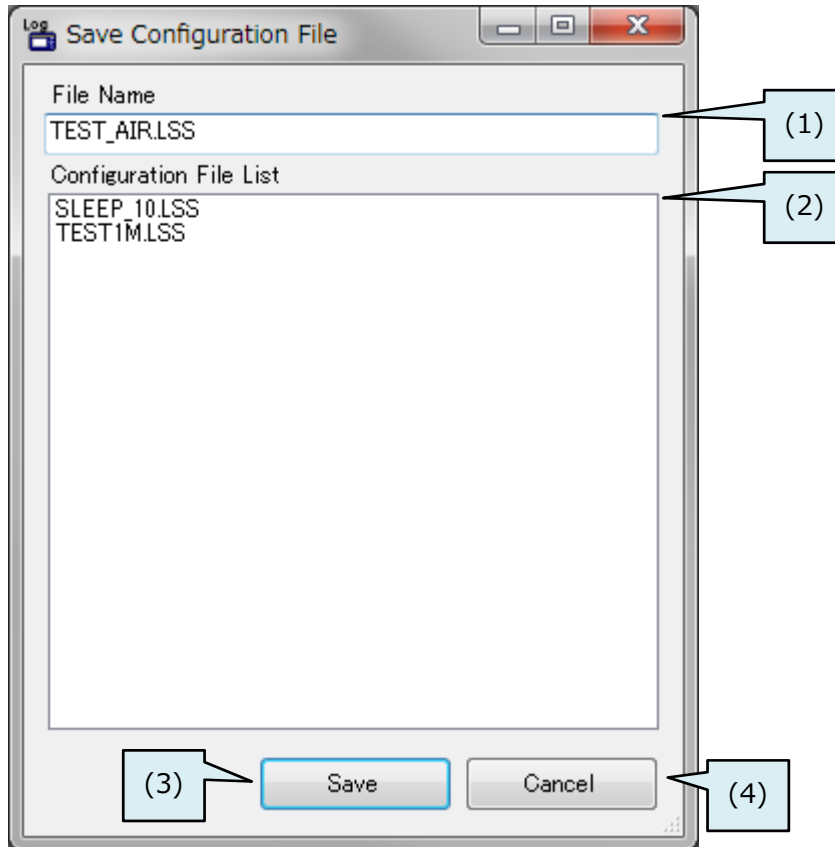 Log
Save Configuration File
File Name
TEST_AIR.LSS
(1)
Configuration File List
SLEEP_10.LSS
TEST1M.LSS
(2)
(3)
Save
Cancel
(4)